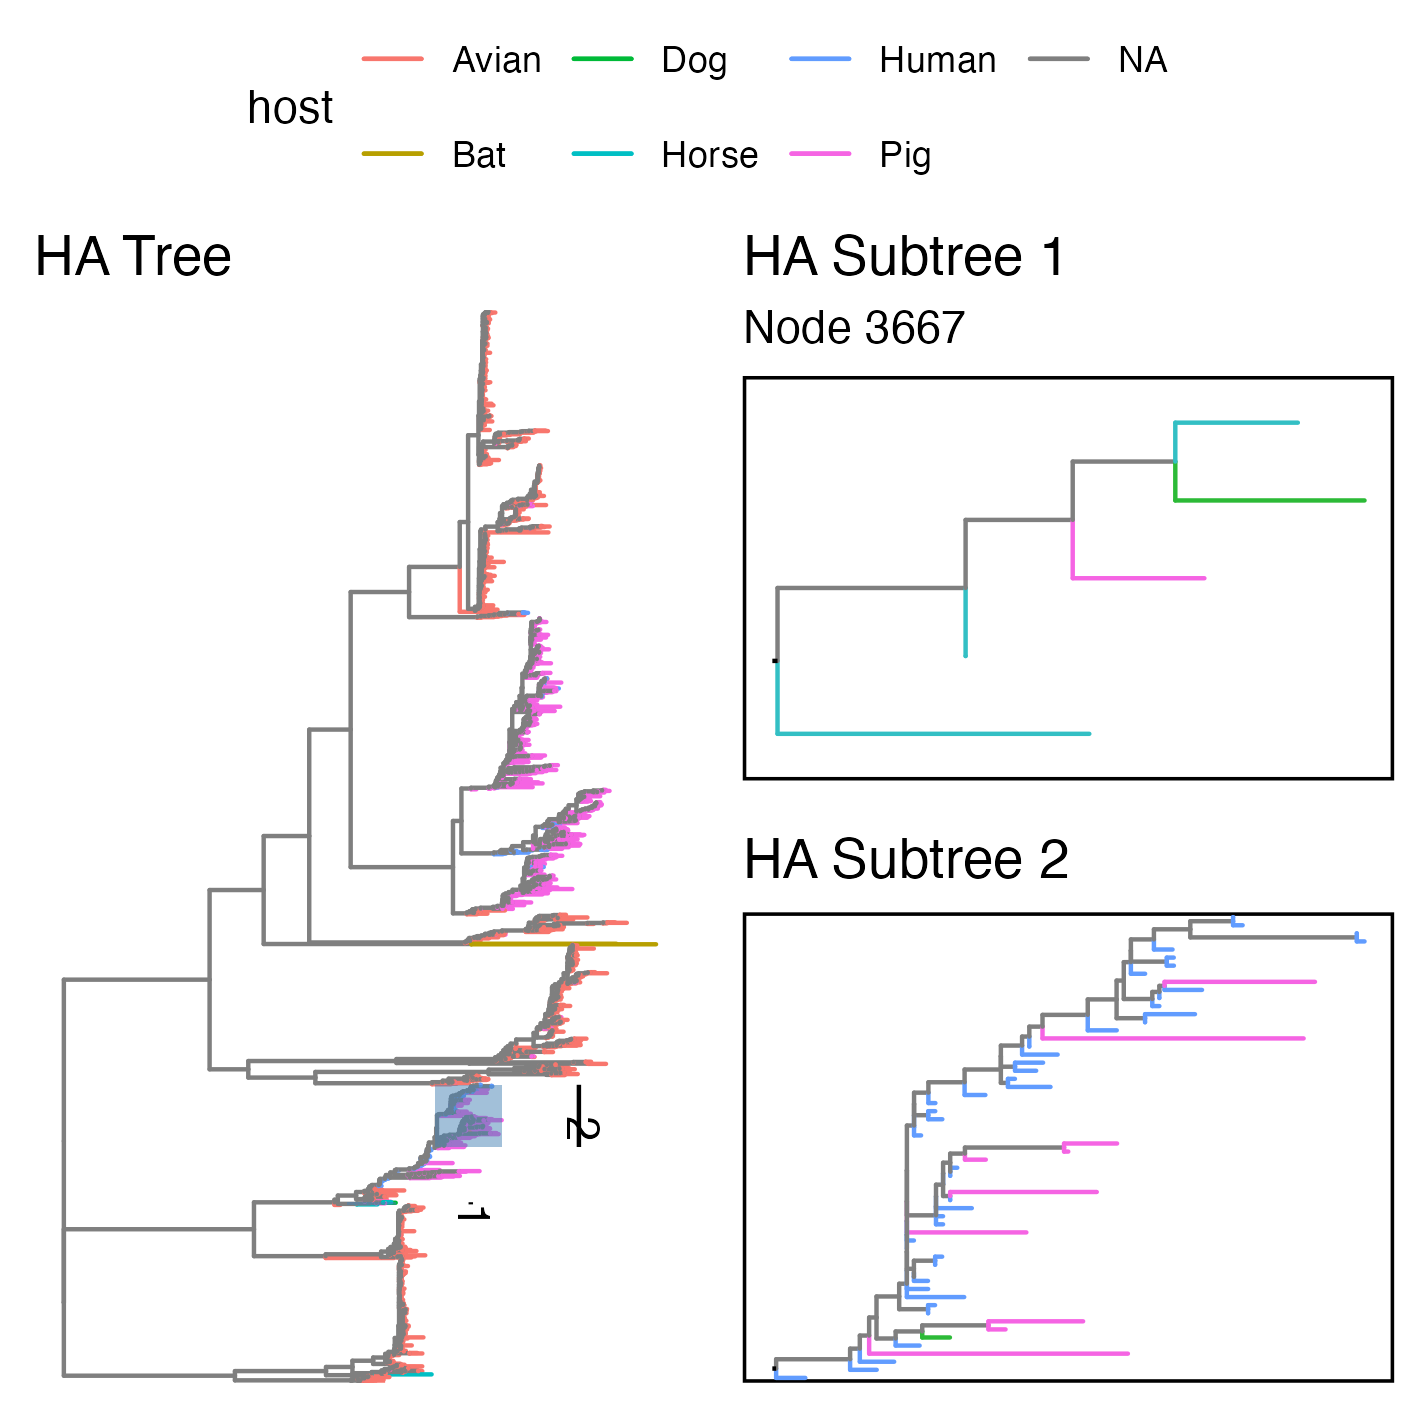 host
Avian Dog Human NA
Bat Horse Pig
HA Tree
HA Subtree 1
Node 3667
HA Subtree 2
2
1